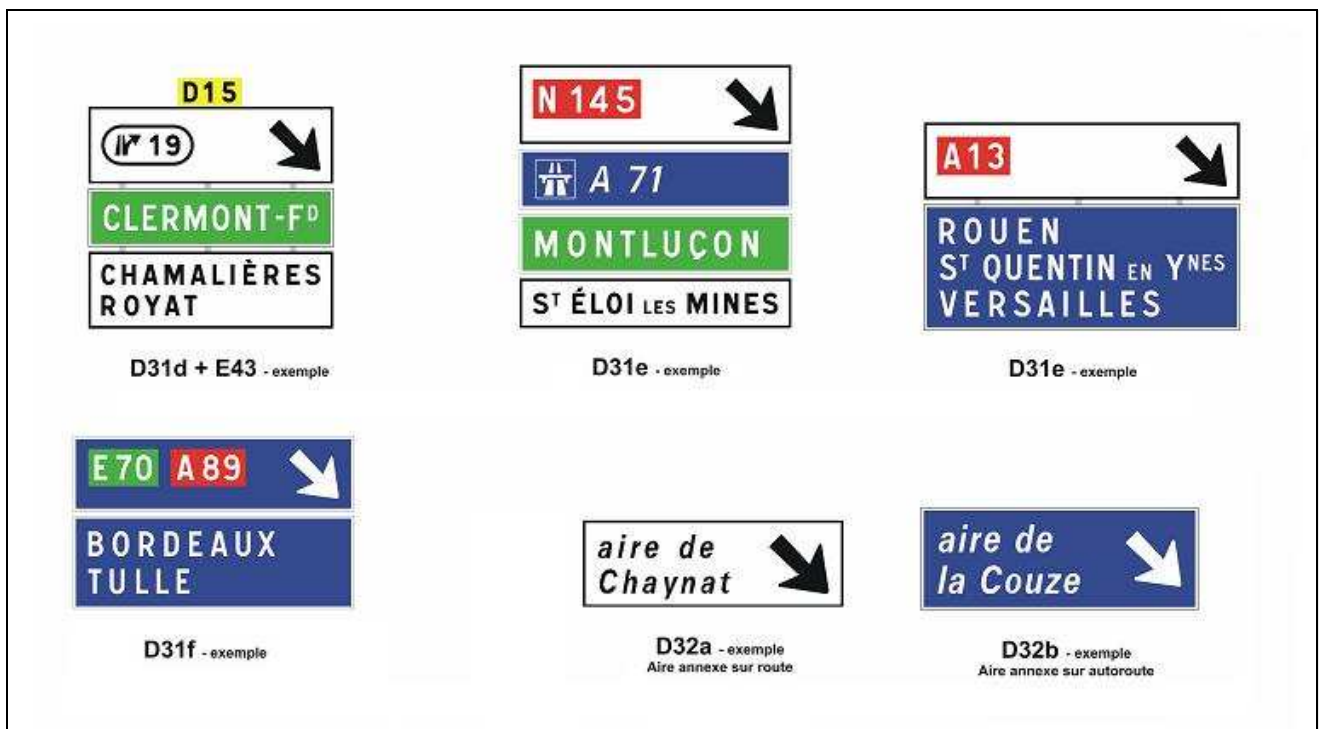 D15
19
CLERMONT-Fᴰ
CHAMALIÈRES
ROYAT
D31d + E43 - exemple
N 145
A 71
MONTLUÇON
Sᵀ ÉLOI LES MINES
D31e - exemple
A13
ROUEN
Sᵀ QUENTIN EN Yᴺᴱˢ
VERSAILLES
D31e - exemple
E 70 A 89
BORDEAUX
TULLE
D31f - exemple
aire de
Chaynat
D32a - exemple
Aire annexe sur route
aire de
la Couze
D32b - exemple
Aire annexe sur autoroute